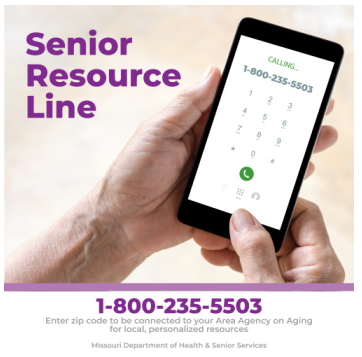 Senior
Resource
Line
CALLING...
1-800-235-5503
1 2 3
4 5 6
7 8 9
* 0 #
1-800-235-5503
Enter zip code to be connected to your Area Agency on Aging
for local, personalized resources
Missouri Department of Health & Senior Services